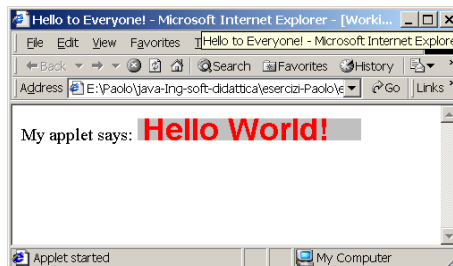 Hello to Everyone! - Microsoft Internet Explorer - [Worki...
File Edit View Favorites
Hello to Everyone! - Microsoft Internet Explore
Back Search Favorites History
Address E:\Paolo\java-Ing-soft-didattica\esercizi-Paolo\e Go Links
My applet says: Hello World!
Applet started My Computer